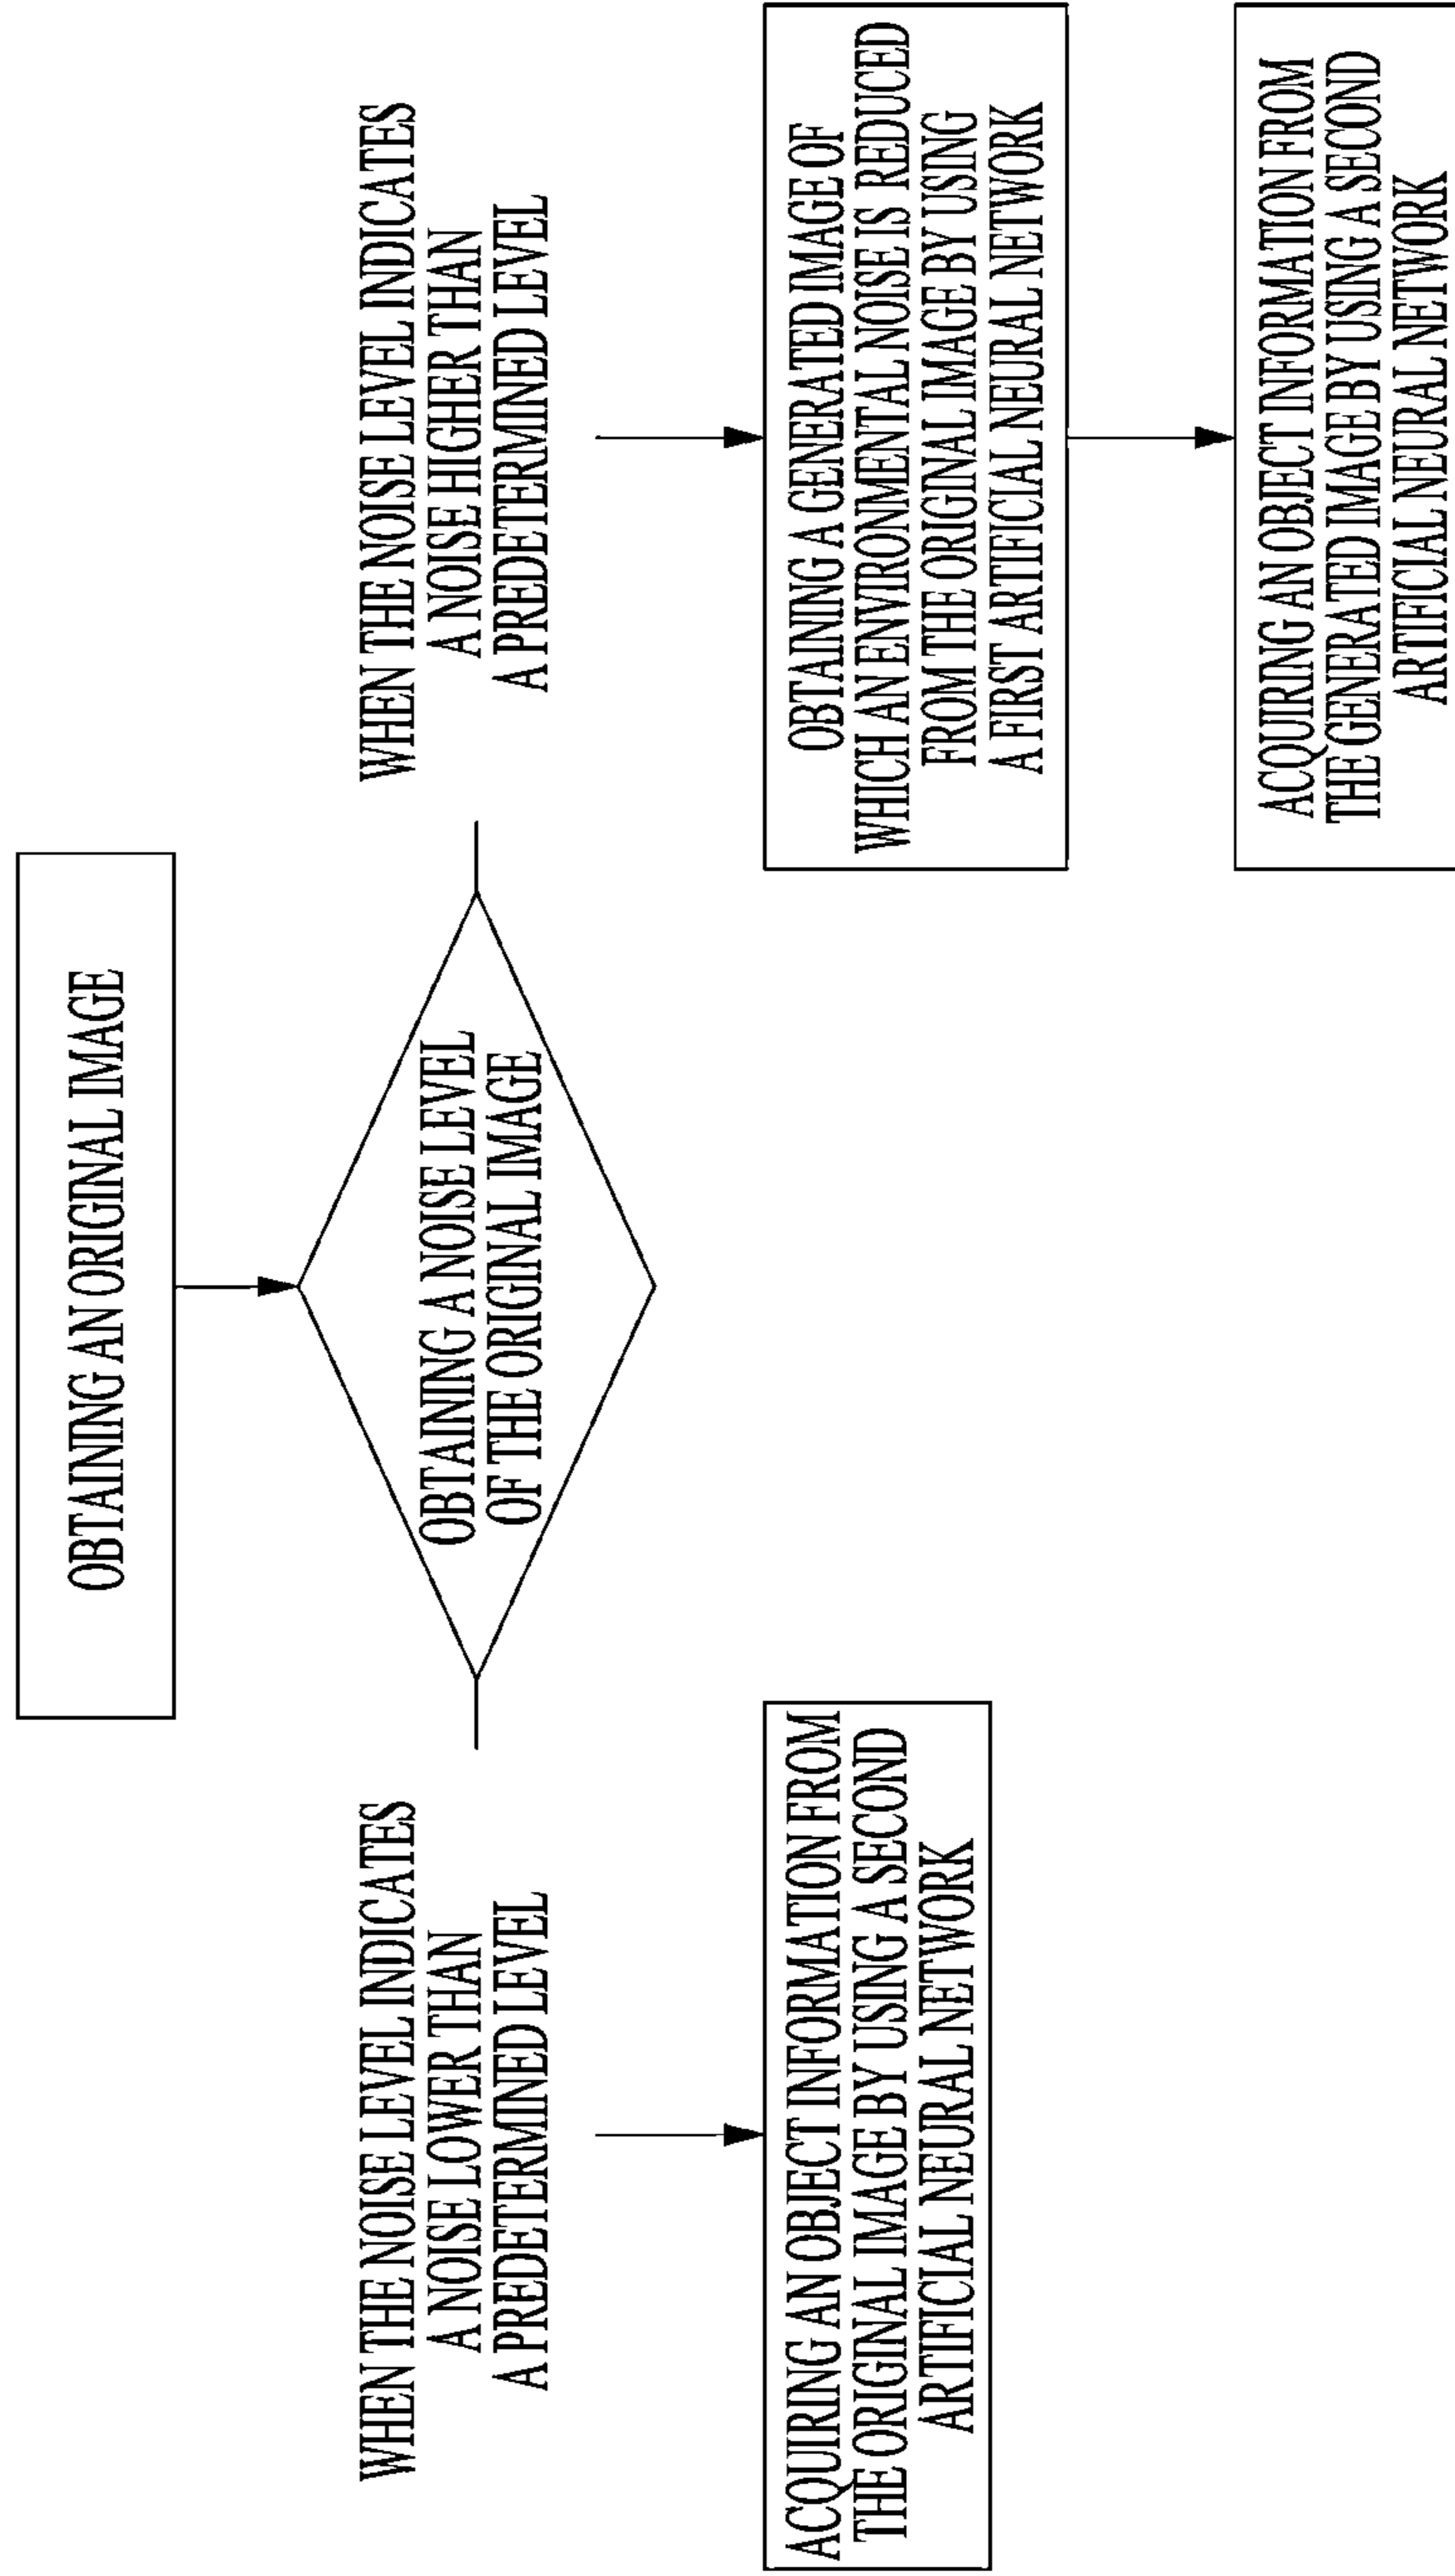 OBTAINING AN ORIGINAL IMAGE
OBTAINING A NOISE LEVEL
OF THE ORIGINAL IMAGE
WHEN THE NOISE LEVEL INDICATES
A NOISE LOWER THAN
A PREDETERMINED LEVEL
WHEN THE NOISE LEVEL INDICATES
A NOISE HIGHER THAN
A PREDETERMINED LEVEL
ACQUIRING AN OBJECT INFORMATION FROM
THE ORIGINAL IMAGE BY USING A SECOND
ARTIFICIAL NEURAL NETWORK
OBTAINING A GENERATED IMAGE OF
WHICH AN ENVIRONMENTAL NOISE IS REDUCED
FROM THE ORIGINAL IMAGE BY USING
A FIRST ARTIFICIAL NEURAL NETWORK
ACQUIRING AN OBJECT INFORMATION FROM
THE GENERATED IMAGE BY USING A SECOND
ARTIFICIAL NEURAL NETWORK